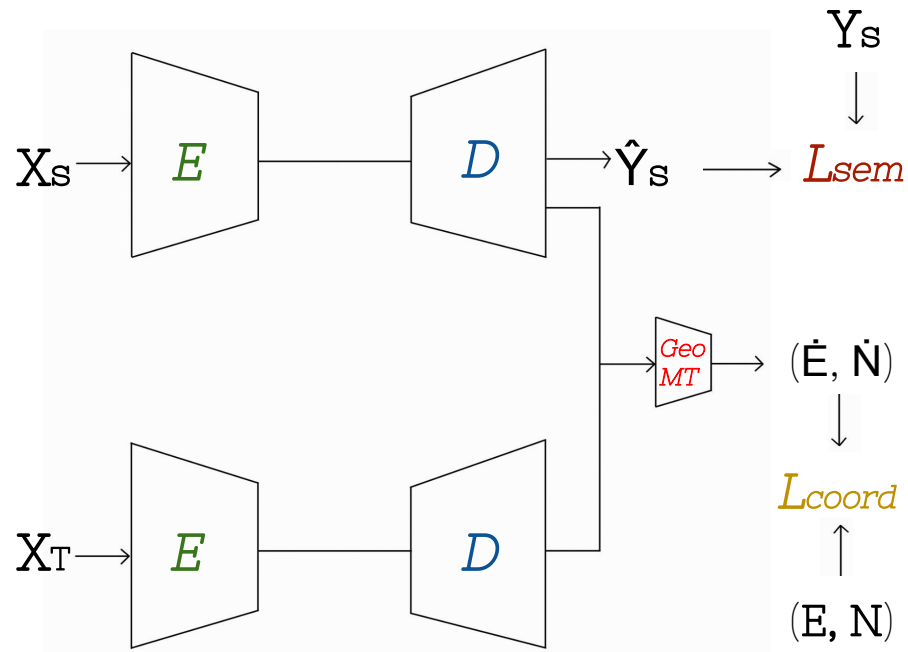 Ys
Xs
E
D
Ŷs
Lsem
Geo
MT
(Ė, Ṅ)
Lcoord
XT
E
D
(E, N)